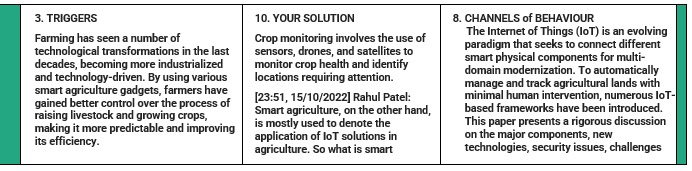 3. TRIGGERS
Farming has seen a number of
technological transformations in the last
decades, becoming more industrialized
and technology-driven. By using various
smart agriculture gadgets, farmers have
gained better control over the process of
raising livestock and growing crops,
making it more predictable and improving
its efficiency.
10. YOUR SOLUTION
Crop monitoring involves the use of
sensors, drones, and satellites to
monitor crop health and identify
locations requiring attention.
[23:51, 15/10/2022] Rahul Patel:
Smart agriculture, on the other hand,
is mostly used to denote the
application of IoT solutions in
agriculture. So what is smart
8. CHANNELS of BEHAVIOUR
The Internet of Things (IoT) is an evolving
paradigm that seeks to connect different
smart physical components for multi-
domain modernization. To automatically
manage and track agricultural lands with
minimal human intervention, numerous IoT-
based frameworks have been introduced.
This paper presents a rigorous discussion
on the major components, new
technologies, security issues, challenges